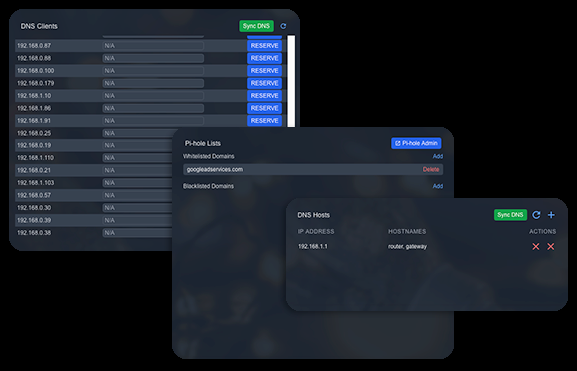 DNS Clients Sync DNS
192.168.0.87 N/A RESERVE
192.168.0.88 N/A RESERVE
192.168.0.100 N/A RESERVE
192.168.0.179 N/A RESERVE
192.168.1.10 N/A RESERVE
192.168.1.86 N/A RESERVE
192.168.1.91 N/A RESERVE
192.168.0.25 N/A
192.168.0.19 N/A
192.168.1.110 N/A
192.168.0.21 N/A
192.168.1.103 N/A
192.168.0.57 N/A
192.168.0.30 N/A
192.168.0.39 N/A
192.168.0.38 N/A
Pi-hole Lists Pi-hole Admin
Whitelisted Domains Add
googleadservices.com Delete
Blacklisted Domains Add
DNS Hosts Sync DNS
IP ADDRESS HOSTNAMES ACTIONS
192.168.1.1 router, gateway